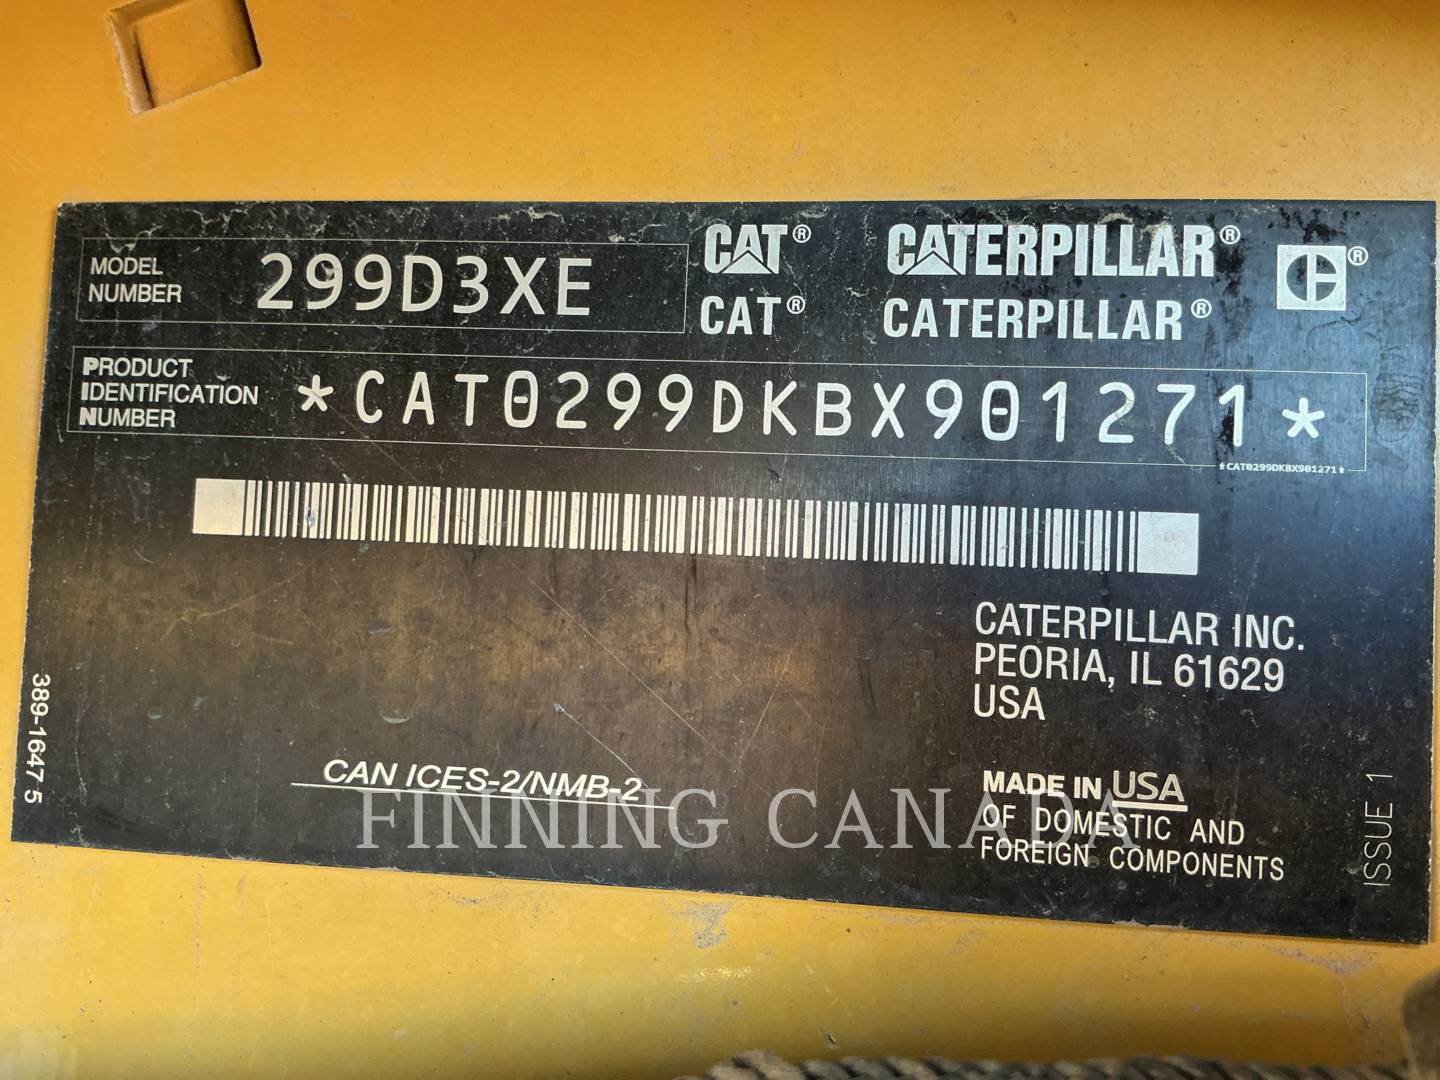 MODEL
NUMBER
299D3XE
CAT® CATERPILLAR®
CAT® CATERPILLAR®
PRODUCT
IDENTIFICATION
NUMBER
*CAT0299DKBX901271*
*CAT0299DKBX901271*
CATERPILLAR INC.
PEORIA, IL 61629
USA
389-1647 5
CAN ICES-2/NMB-2
MADE IN USA
OF DOMESTIC AND
FOREIGN COMPONENTS
ISSUE 1
FINNING CANADA